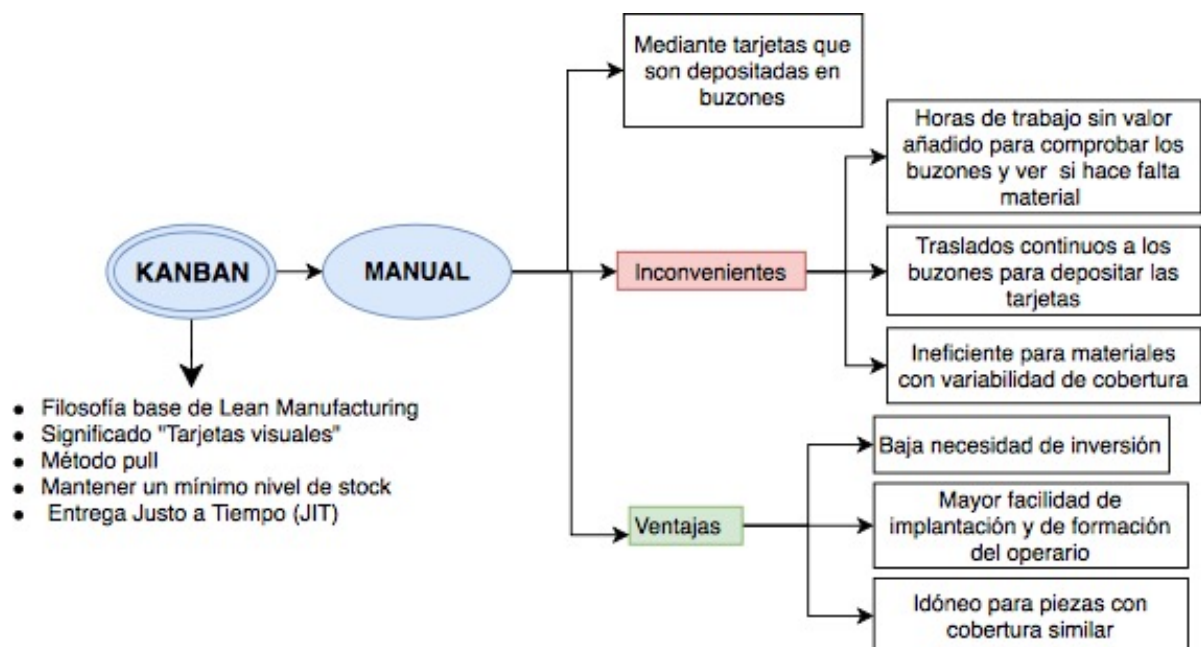 Mediante tarjetas que
son depositadas en
buzones
Horas de trabajo sin valor
añadido para comprobar los
buzones y ver si hace falta
material
KANBAN
MANUAL
Inconvenientes
Traslados continuos a los
buzones para depositar las
tarjetas
Ineficiente para materiales
con variabilidad de cobertura
● Filosofía base de Lean Manufacturing
● Significado "Tarjetas visuales"
● Método pull
● Mantener un mínimo nivel de stock
● Entrega Justo a Tiempo (JIT)
Ventajas
Baja necesidad de inversión
Mayor facilidad de
implantación y de formación
del operario
Idóneo para piezas con
cobertura similar